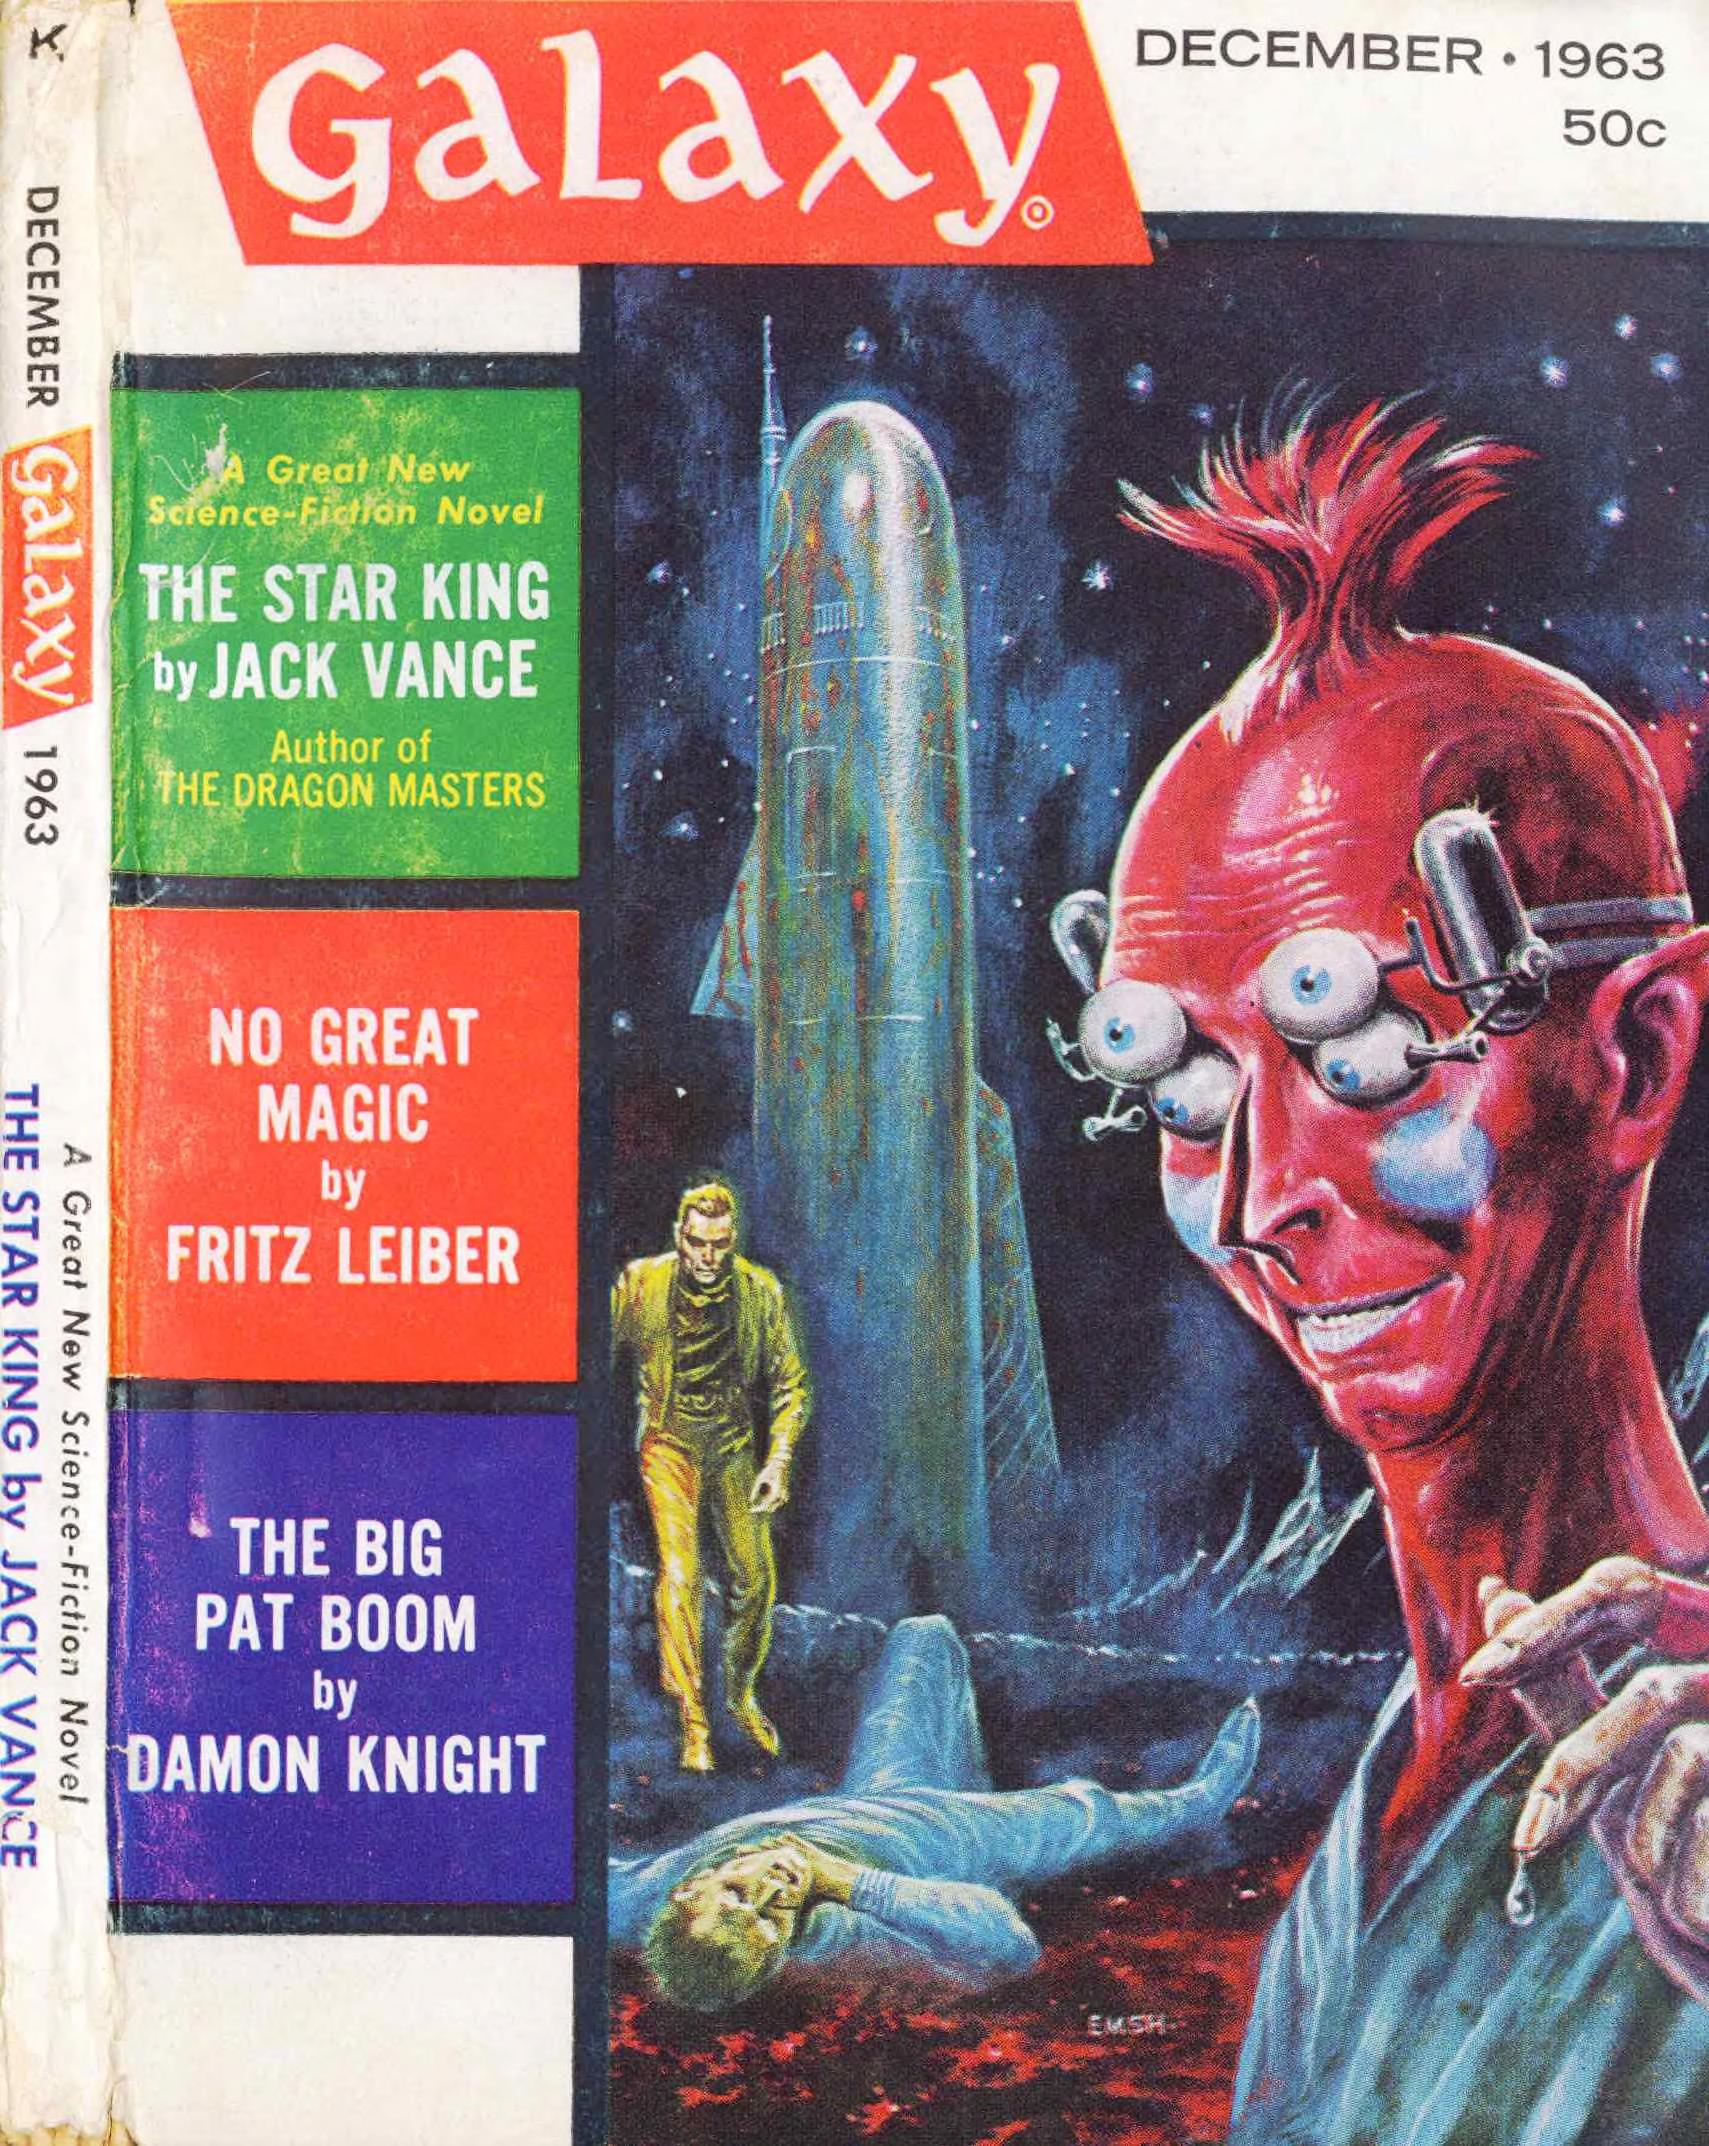 K
DECEMBER
GaLaxy
1963
A Great New Science-Fiction Novel
THE STAR KING by JACK VANCE
GaLaxy®
DECEMBER • 1963
50c
A Great New
Science-Fiction Novel
THE STAR KING
by JACK VANCE
Author of
THE DRAGON MASTERS
NO GREAT
MAGIC
by
FRITZ LEIBER
THE BIG
PAT BOOM
by
DAMON KNIGHT
EMSH